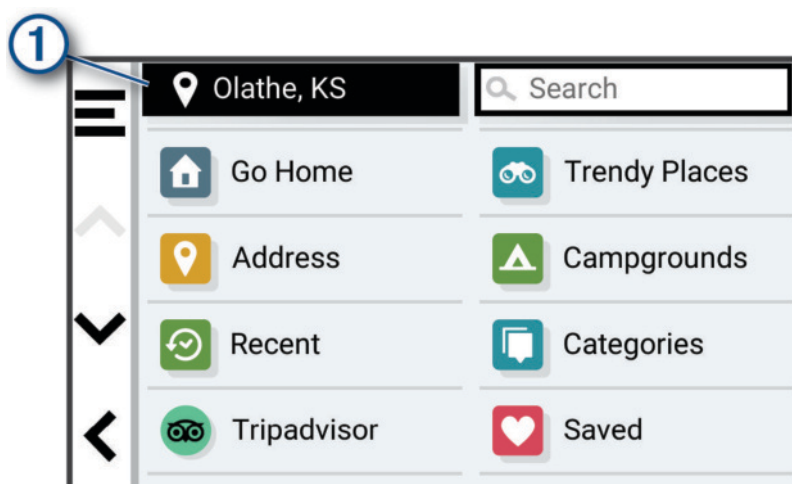 1
Olathe, KS
Search
Go Home
Trendy Places
Address
Campgrounds
Recent
Categories
Tripadvisor
Saved